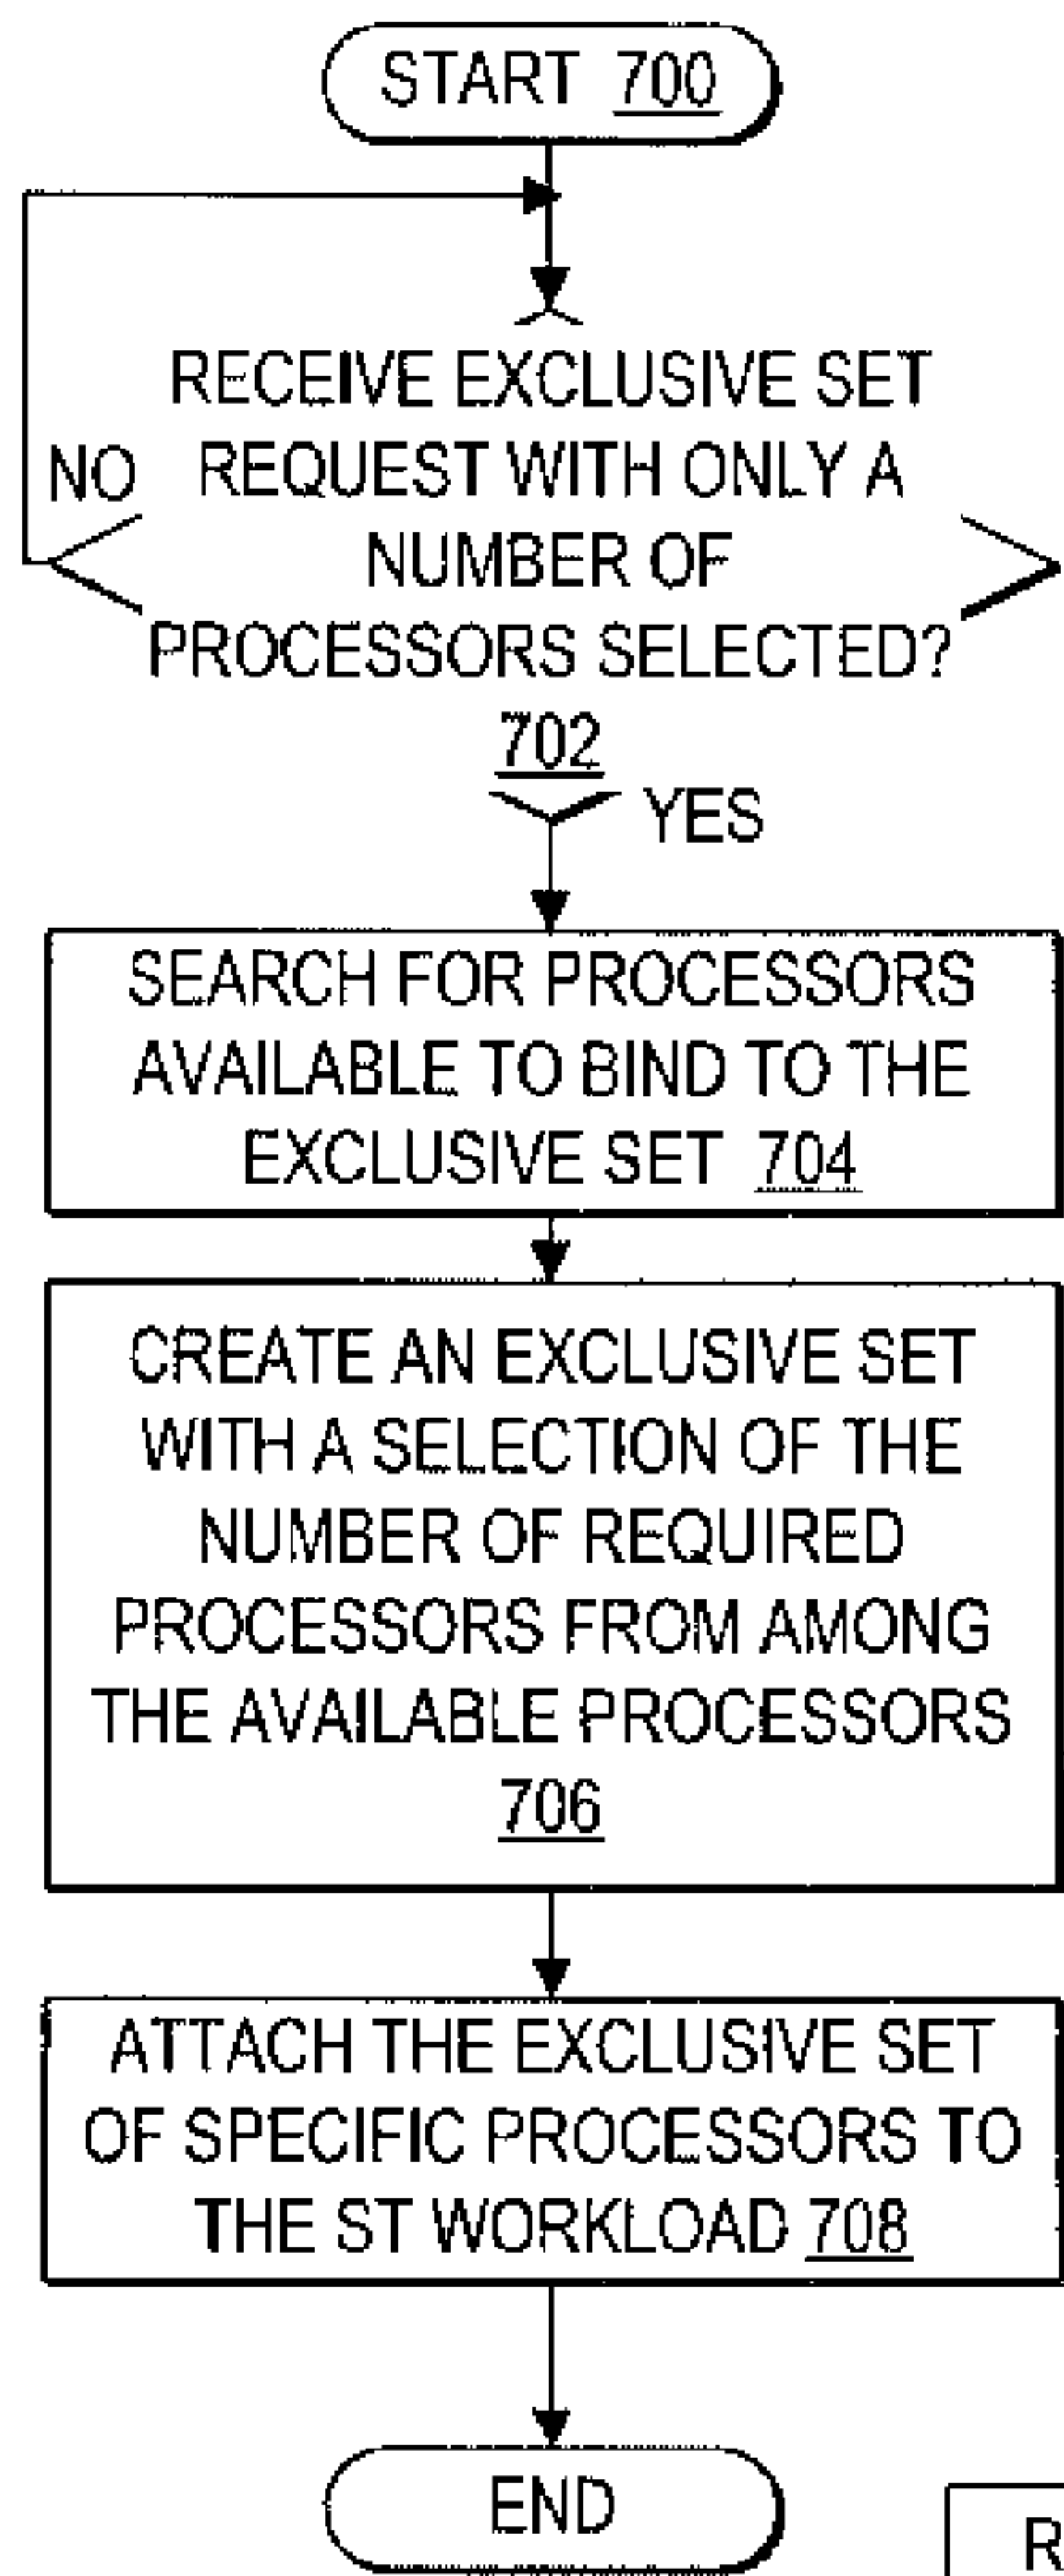 START 700
RECEIVE EXCLUSIVE SET
NO
REQUEST WITH ONLY A
NUMBER OF
PROCESSORS SELECTED?
702
YES
SEARCH FOR PROCESSORS
AVAILABLE TO BIND TO THE
EXCLUSIVE SET 704
CREATE AN EXCLUSIVE SET
WITH A SELECTION OF THE
NUMBER OF REQUIRED
PROCESSORS FROM AMONG
THE AVAILABLE PROCESSORS
706
ATTACH THE EXCLUSIVE SET
OF SPECIFIC PROCESSORS TO
THE ST WORKLOAD 708
END